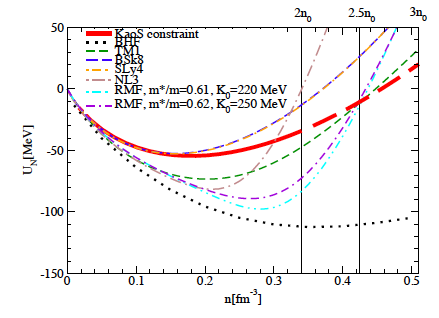 2n₀ 2.5n₀ 3n₀
50
KaoS constraint
BHF
TM1
BSk8
SLy4
NL3
RMF, m*/m=0.61, K₀=220 MeV
RMF, m*/m=0.62, K₀=250 MeV
0
-50
-100
-150
U_N[MeV]
0 0.1 0.2 0.3 0.4 0.5
n[fm⁻³]